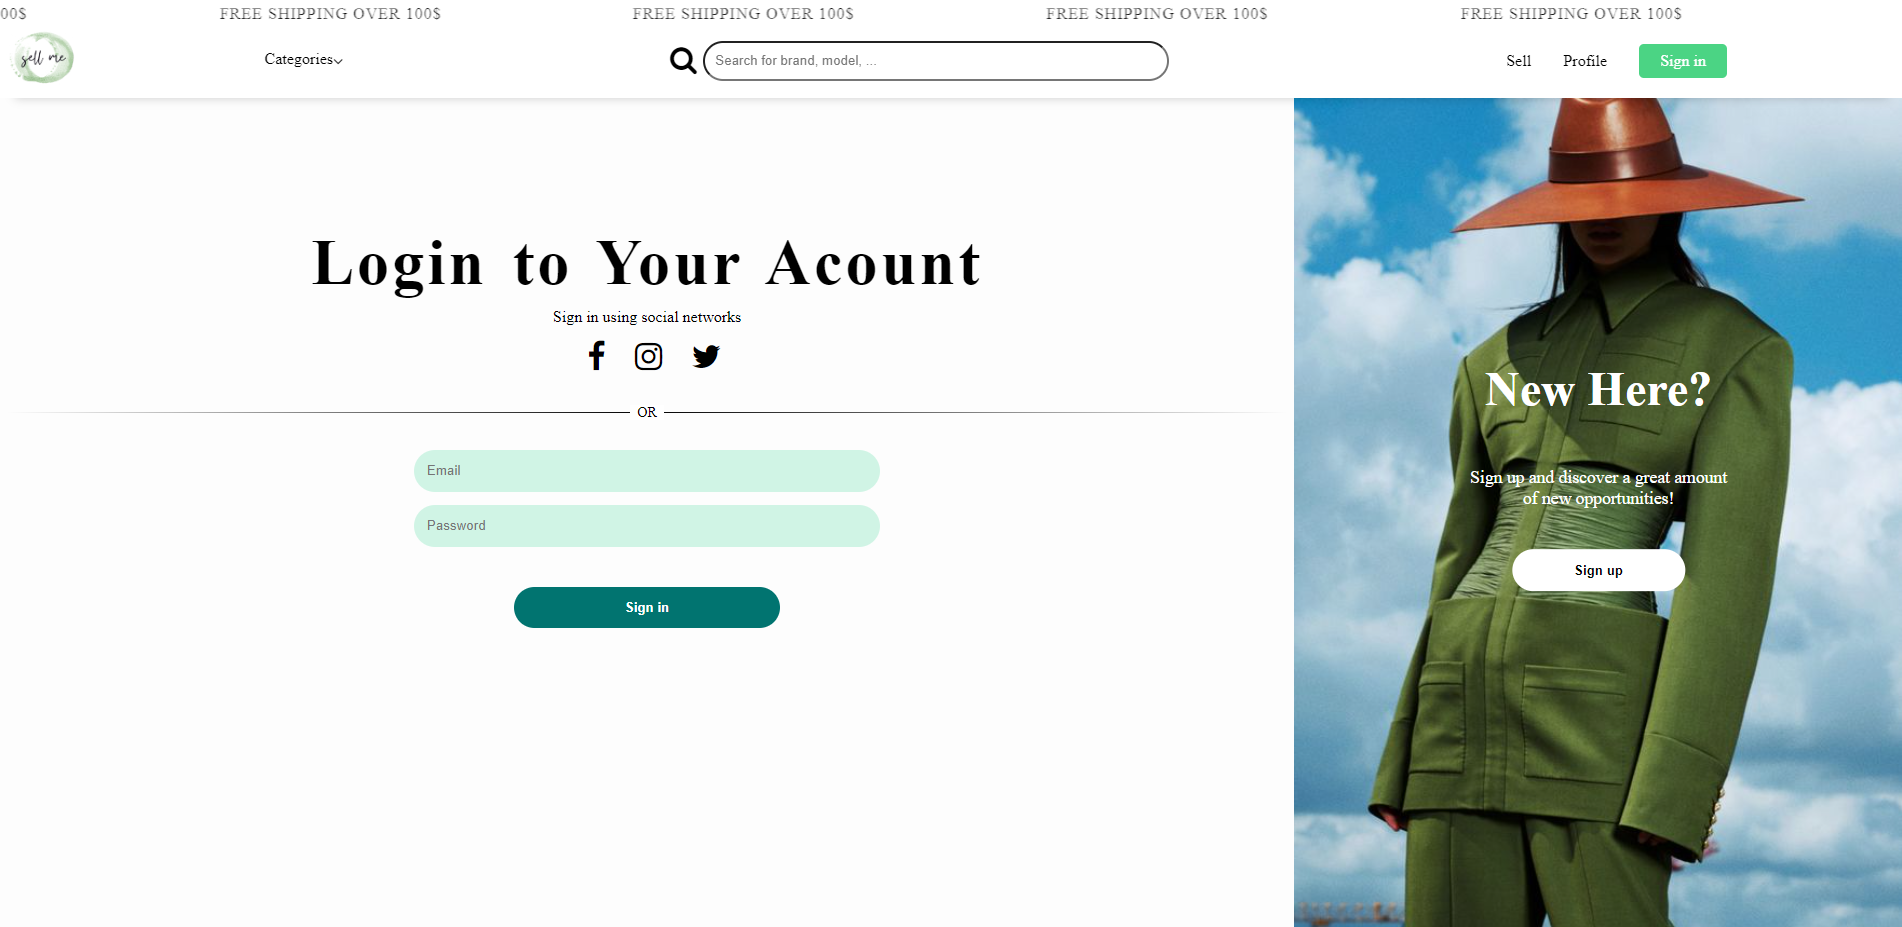 00$ FREE SHIPPING OVER 100$ FREE SHIPPING OVER 100$ FREE SHIPPING OVER 100$ FREE SHIPPING OVER 100$
sell me Categories Search for brand, model, ... Sell Profile Sign in
Login to Your Acount
Sign in using social networks
OR
Email
Password
Sign in
New Here?
Sign up and discover a great amount
of new opportunities!
Sign up